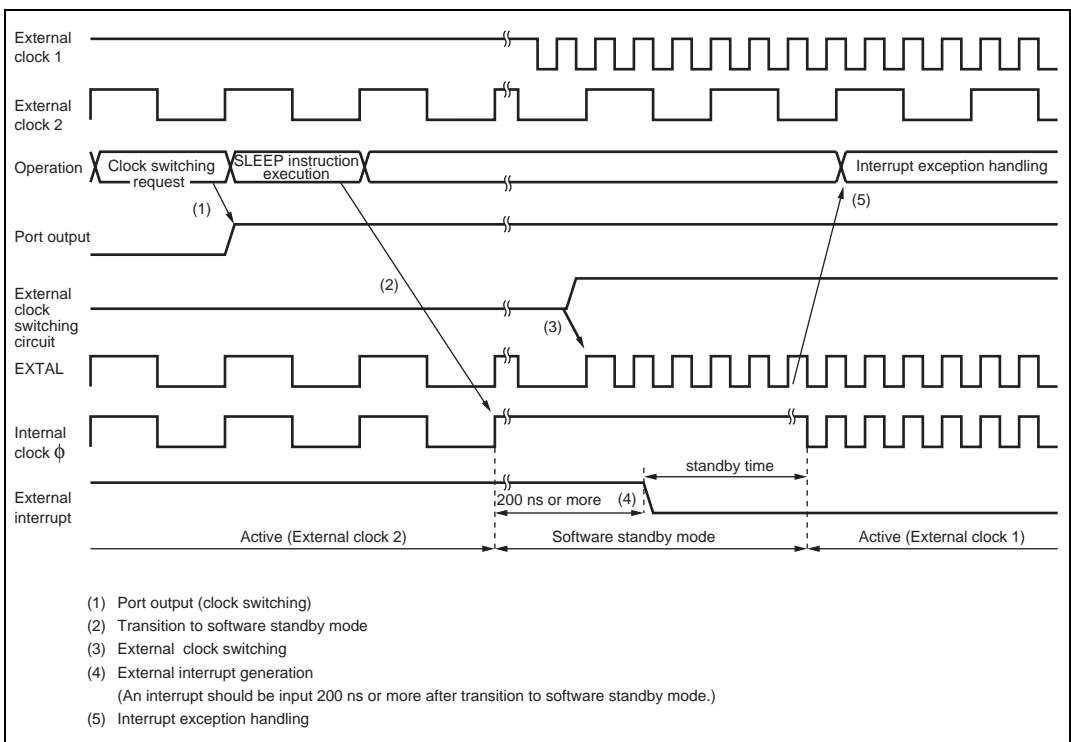 External
clock 1
External
clock 2
Operation
Clock switching
request
SLEEP instruction
execution
Interrupt exception handling
(1)
(5)
Port output
(2)
External
clock
switching
circuit
(3)
EXTAL
Internal
clock ϕ
standby time
External
interrupt
200 ns or more (4)
Active (External clock 2)
Software standby mode
Active (External clock 1)
(1) Port output (clock switching)
(2) Transition to software standby mode
(3) External clock switching
(4) External interrupt generation
(An interrupt should be input 200 ns or more after transition to software standby mode.)
(5) Interrupt exception handling